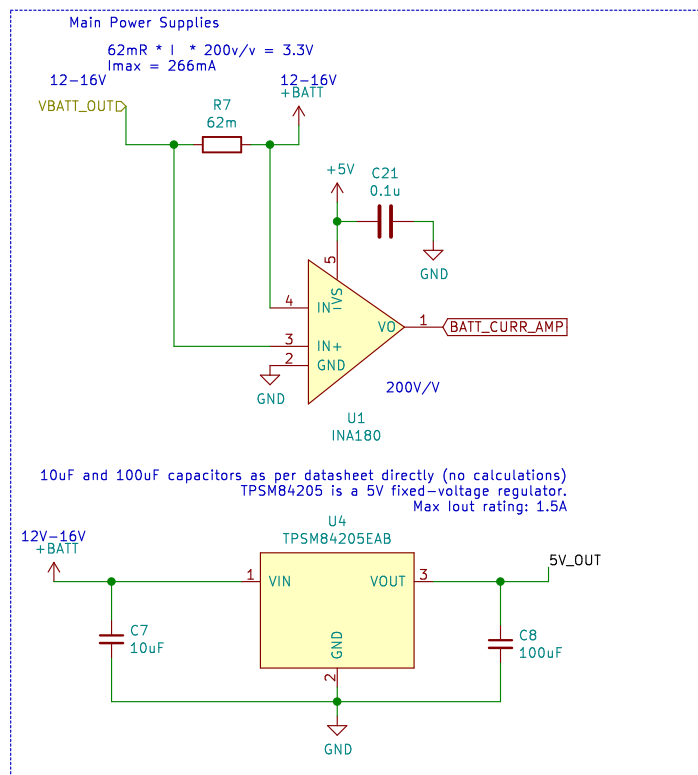 Main Power Supplies
62mR * I  * 200v/v = 3.3V
Imax = 266mA
12-16V
12-16V
+BATT
VBATT_OUT
R7
62m
+5V
C21
0.1u
GND
5
VS
4
IN-
3
IN+
2
GND
VO
1
BATT_CURR_AMP
GND
200V/V
U1
INA180
10uF and 100uF capacitors as per datasheet directly (no calculations)
TPSM84205 is a 5V fixed-voltage regulator.
Max Iout rating: 1.5A
U4
TPSM84205EAB
12V-16V
+BATT
1
VIN
VOUT
3
5V_OUT
C7
10uF
GND
2
C8
100uF
GND